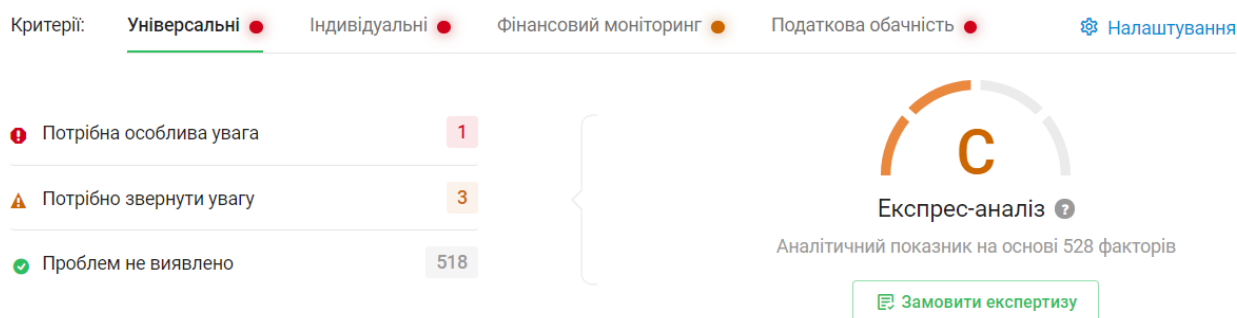 Критерії: Універсальні Індивідуальні Фінансовий моніторинг Податкова обачність Налаштування
Потрібна особлива увага 1
Потрібно звернути увагу 3
Проблем не виявлено 518
C
Експрес-аналіз ?
Аналітичний показник на основі 528 факторів
Замовити експертизу